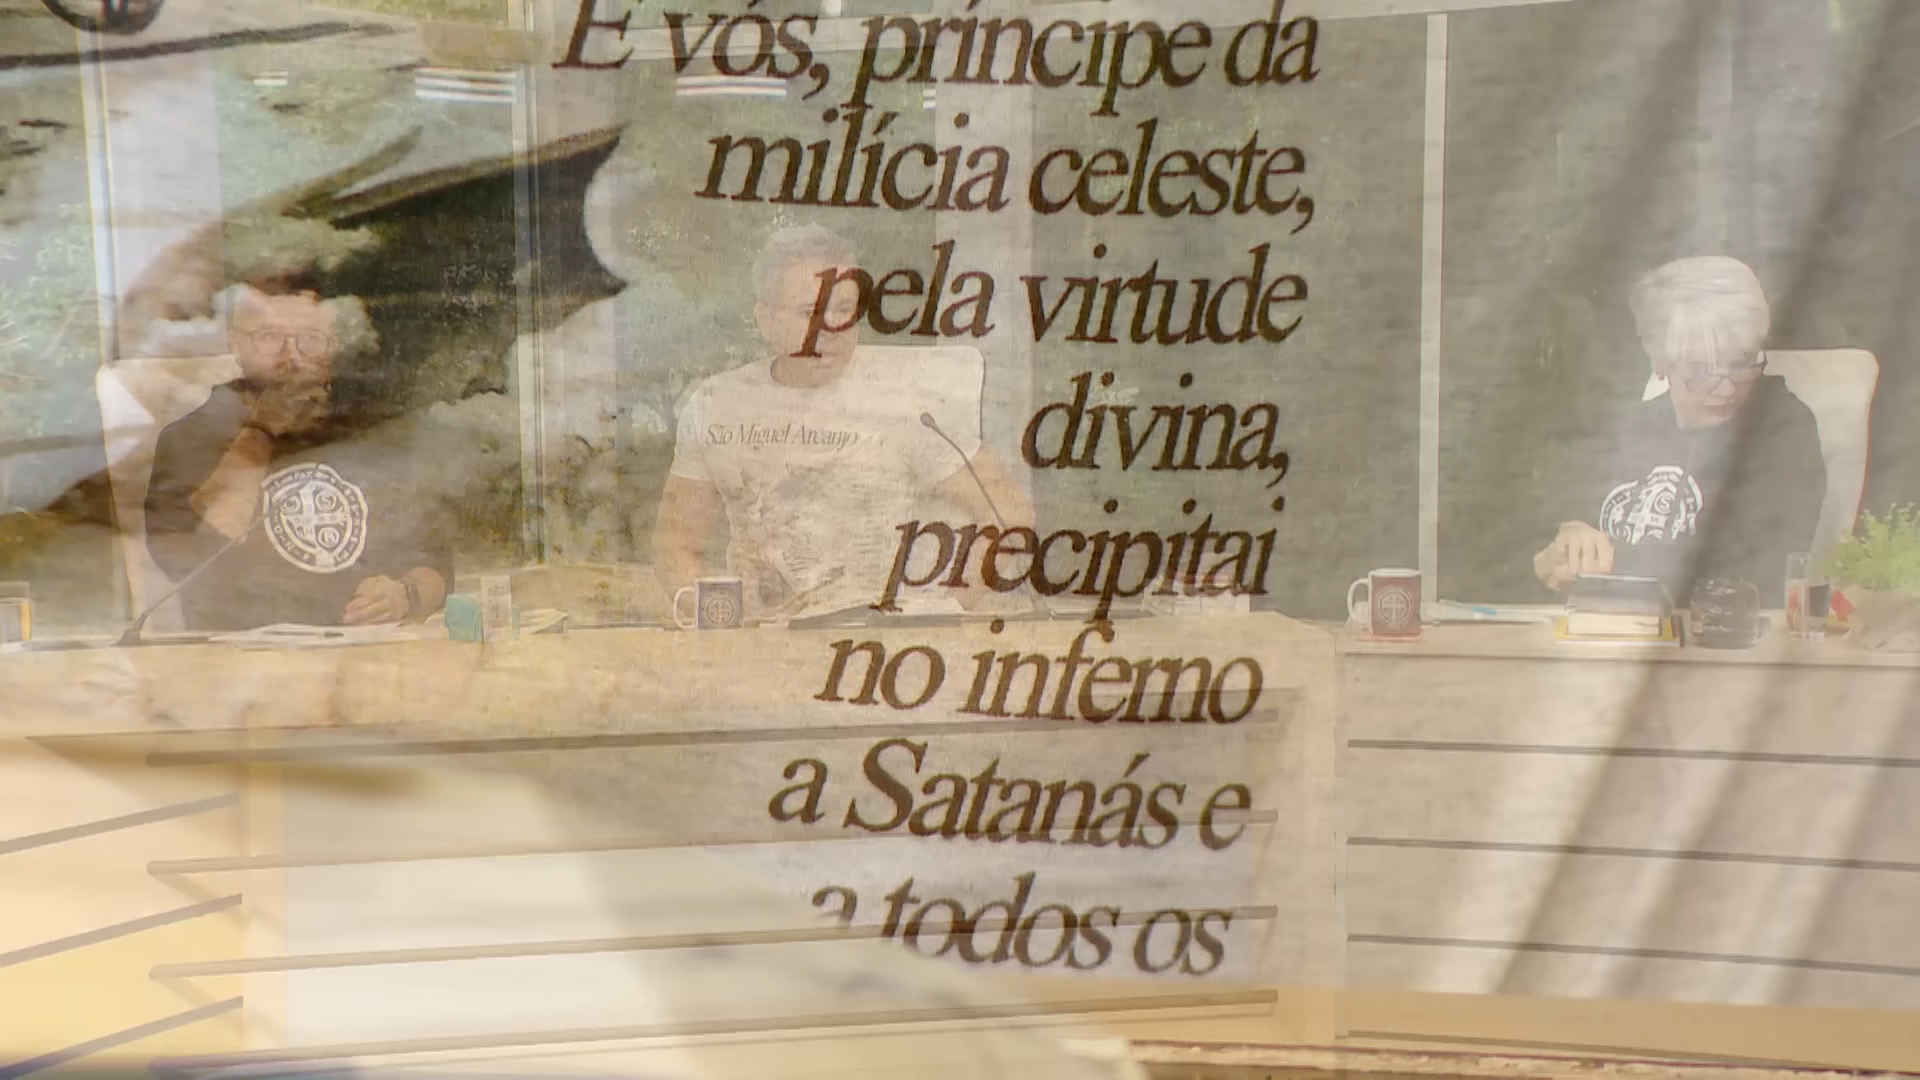 E vós, príncipe da
milícia celeste,
pela virtude
divina,
precipitai
no inferno
a Satanás e
a todos os
São Miguel Arcanjo